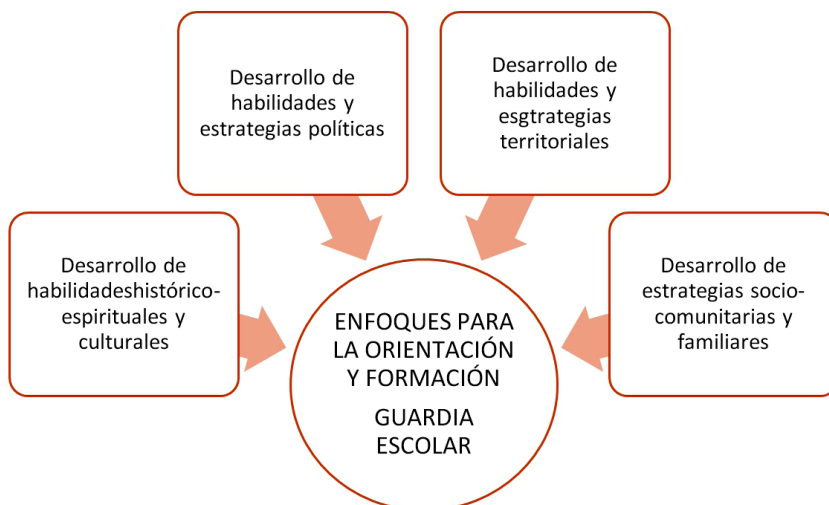 Desarrollo de
habilidades y
estrategias políticas
Desarrollo de
habilidades y
esgtrategias
territoriales
Desarrollo de
habilidadeshistórico-
espirituales y
culturales
Desarrollo de
estrategias socio-
comunitarias y
familiares
ENFOQUES PARA
LA ORIENTACIÓN
Y FORMACIÓN
GUARDIA
ESCOLAR